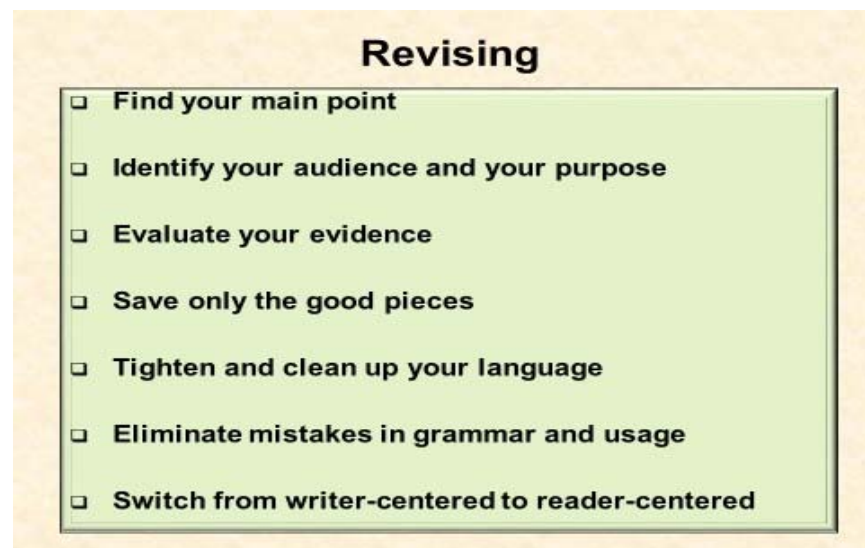 Revising
❑ Find your main point
❑ Identify your audience and your purpose
❑ Evaluate your evidence
❑ Save only the good pieces
❑ Tighten and clean up your language
❑ Eliminate mistakes in grammar and usage
❑ Switch from writer-centered to reader-centered